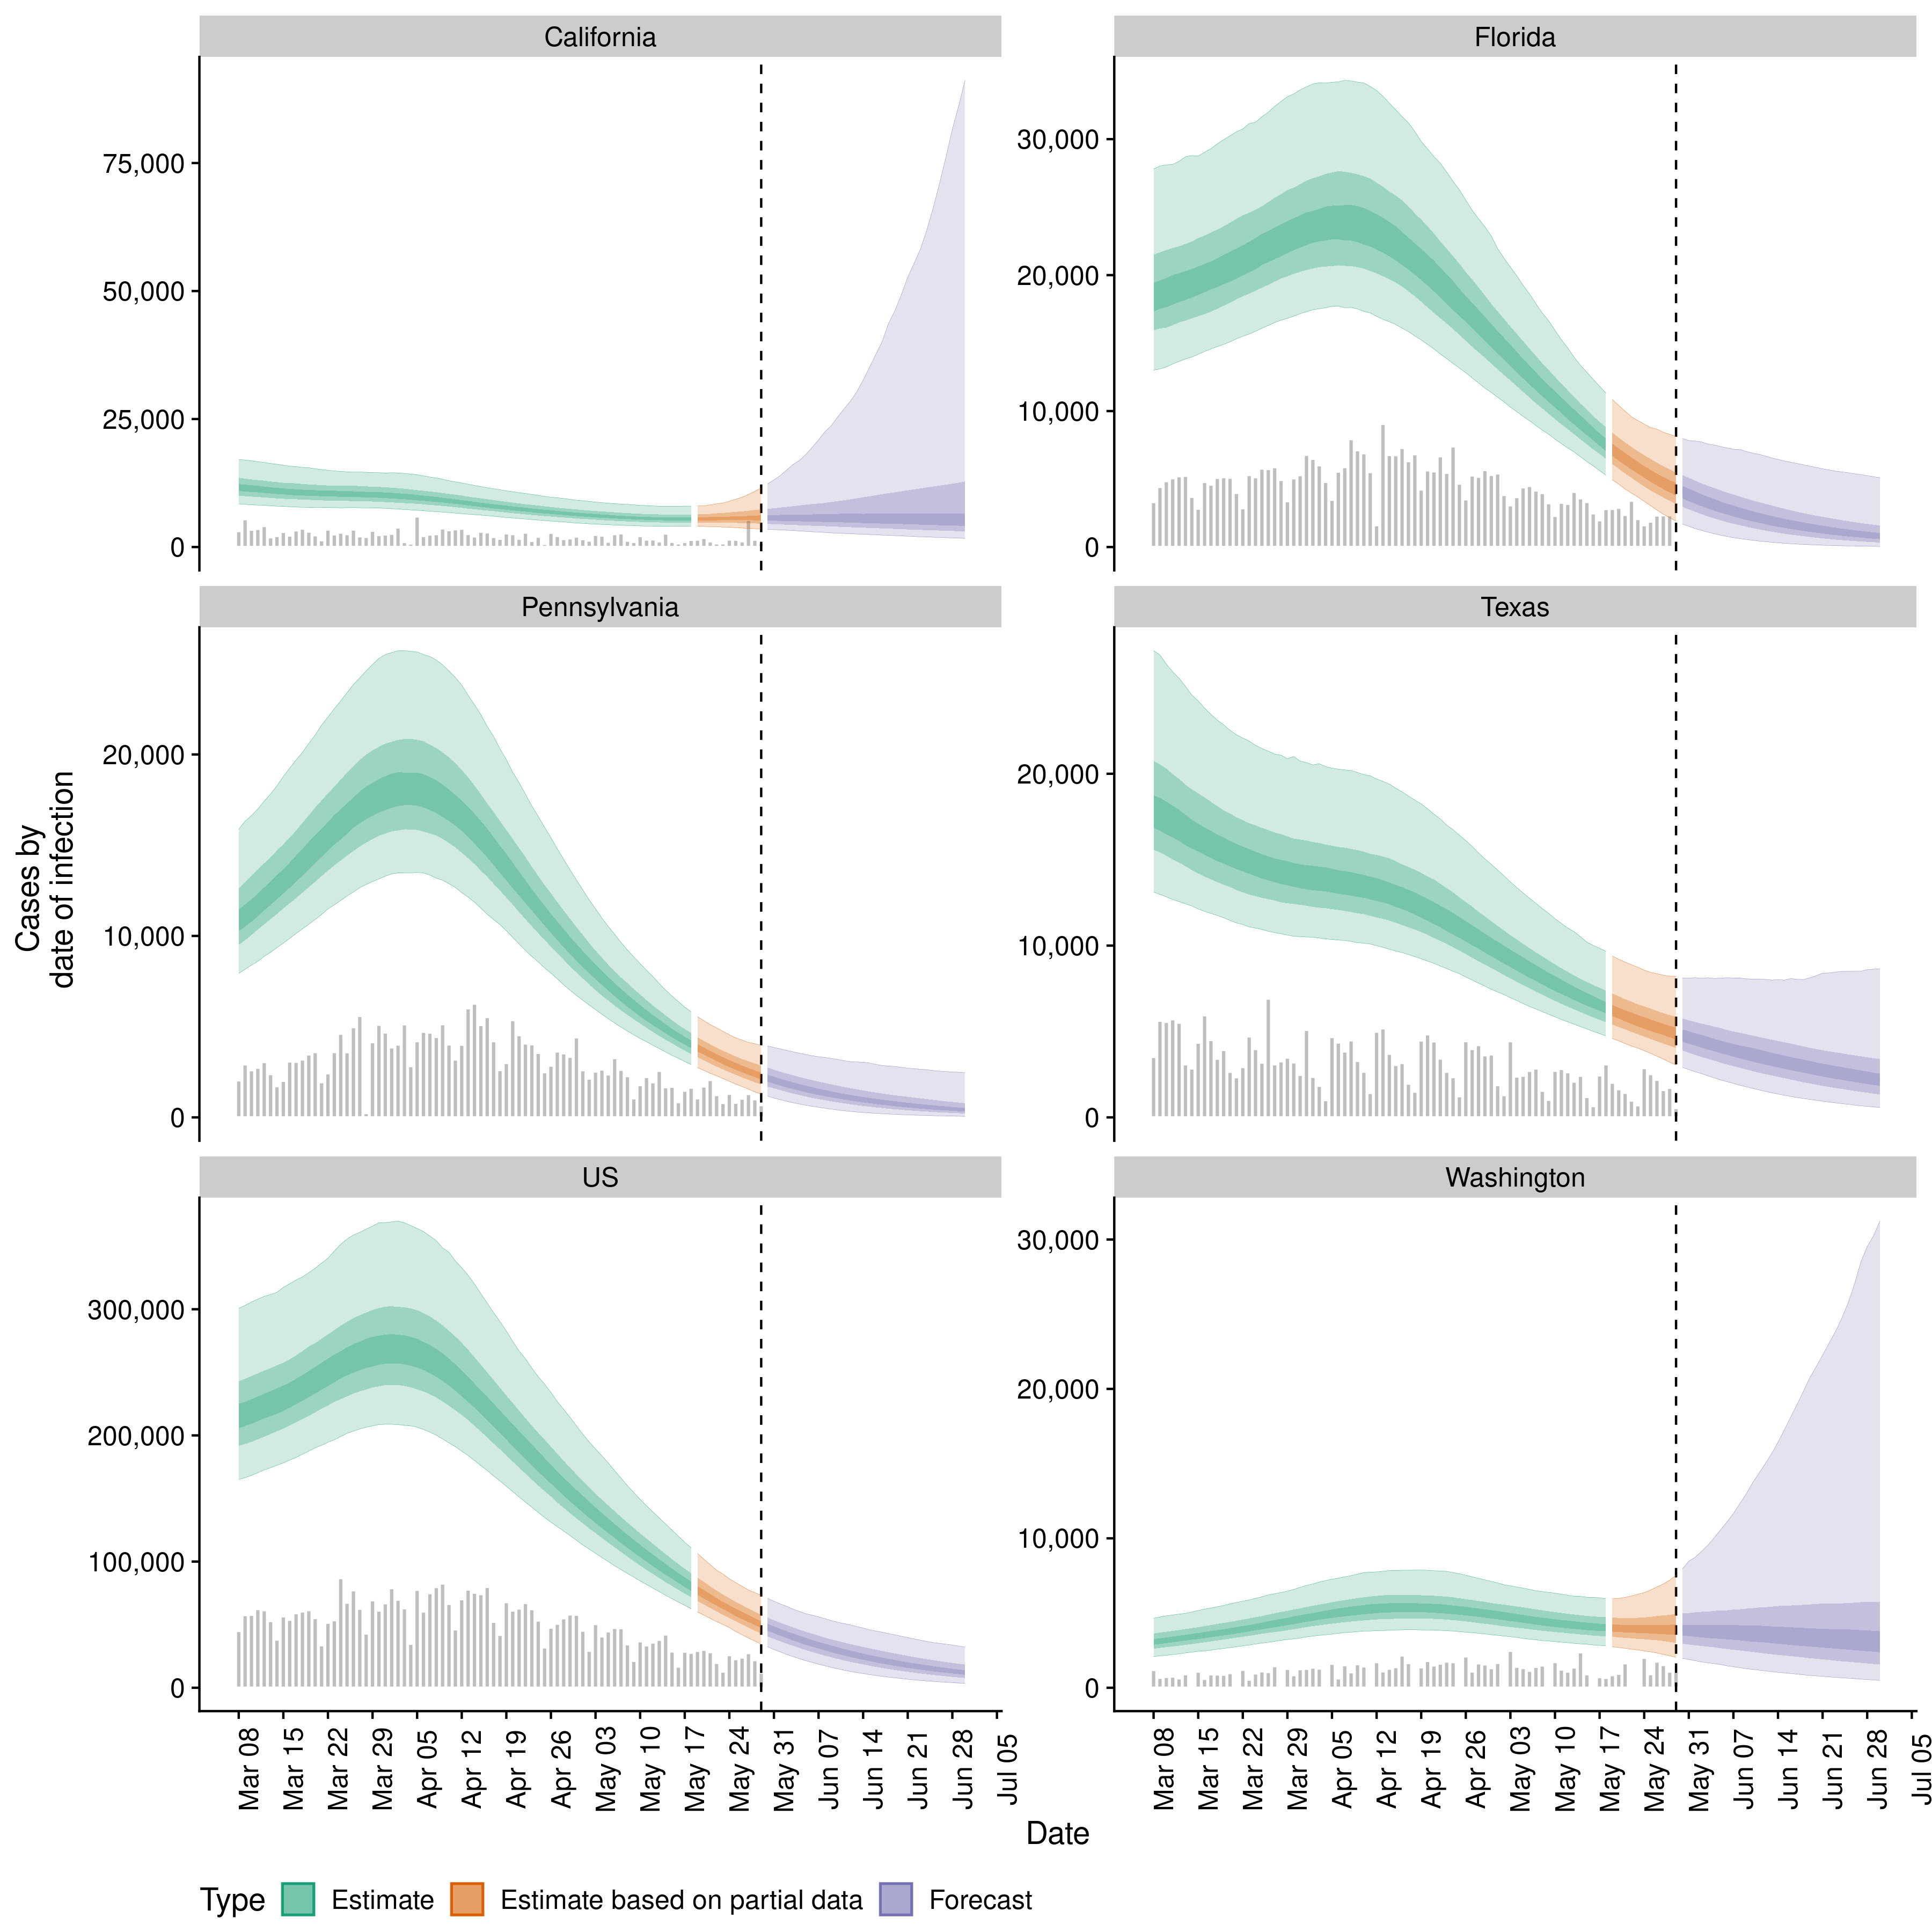 California
Florida
75,000
50,000
25,000
0
30,000
20,000
10,000
0
Pennsylvania
Texas
20,000
10,000
0
20,000
10,000
0
Cases by
date of infection
US
Washington
300,000
200,000
100,000
0
30,000
20,000
10,000
0
Mar 08
Mar 15
Mar 22
Mar 29
Apr 05
Apr 12
Apr 19
Apr 26
May 03
May 10
May 17
May 24
May 31
Jun 07
Jun 14
Jun 21
Jun 28
Jul 05
Mar 08
Mar 15
Mar 22
Mar 29
Apr 05
Apr 12
Apr 19
Apr 26
May 03
May 10
May 17
May 24
May 31
Jun 07
Jun 14
Jun 21
Jun 28
Jul 05
Date
Type Estimate Estimate based on partial data Forecast